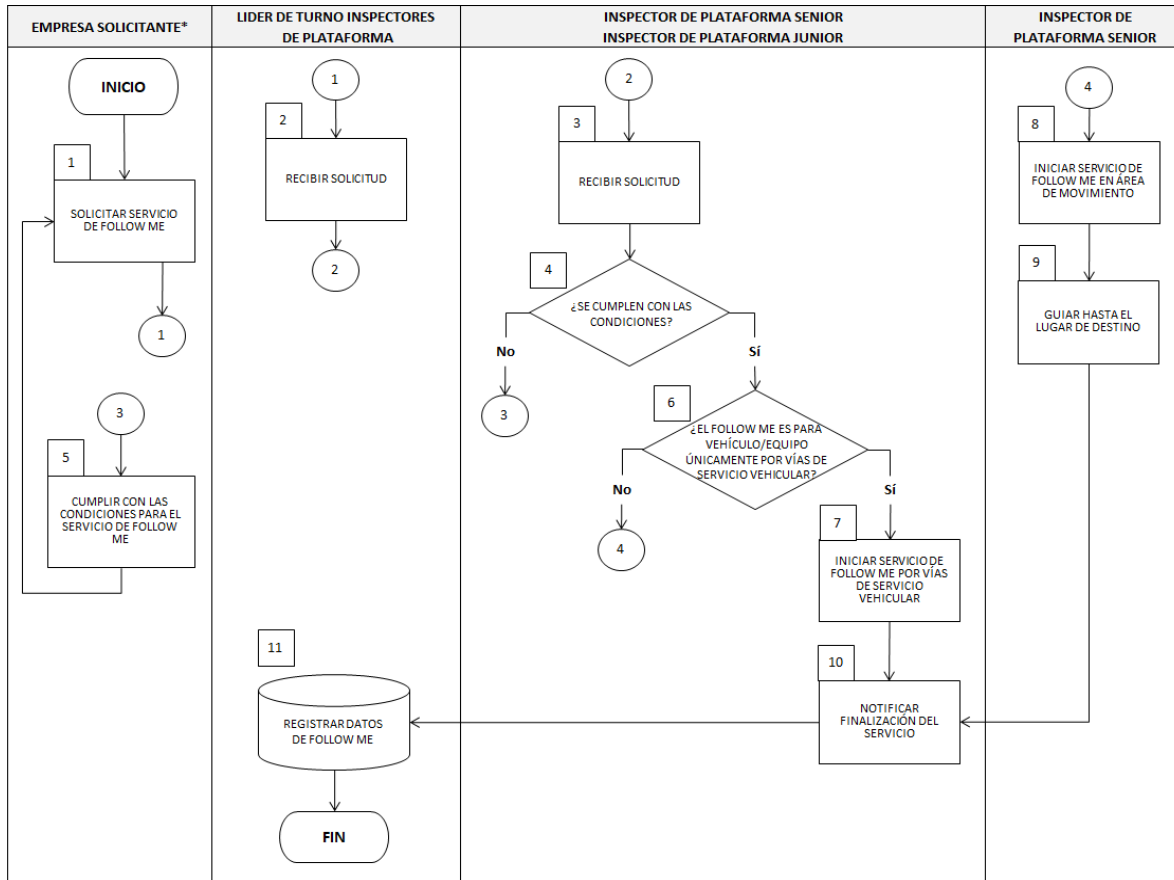 EMPRESA SOLICITANTE*
LIDER DE TURNO INSPECTORES
DE PLATAFORMA
INSPECTOR DE PLATAFORMA SENIOR
INSPECTOR DE PLATAFORMA JUNIOR
INSPECTOR DE
PLATAFORMA SENIOR
INICIO
1
SOLICITAR SERVICIO
DE FOLLOW ME
1
3
5
CUMPLIR CON LAS
CONDICIONES PARA EL
SERVICIO DE FOLLOW
ME
1
2
RECIBIR SOLICITUD
2
11
REGISTRAR DATOS
DE FOLLOW ME
FIN
2
3
RECIBIR SOLICITUD
4
¿SE CUMPLEN CON LAS
CONDICIONES?
No
Sí
3
6
¿EL FOLLOW ME ES PARA
VEHÍCULO/EQUIPO
ÚNICAMENTE POR VÍAS DE
SERVICIO VEHICULAR?
No
Sí
4
7
INICIAR SERVICIO DE
FOLLOW ME POR VÍAS
DE SERVICIO
VEHICULAR
10
NOTIFICAR
FINALIZACIÓN DEL
SERVICIO
4
8
INICIAR SERVICIO DE
FOLLOW ME EN ÁREA
DE MOVIMIENTO
9
GUIAR HASTA EL
LUGAR DE DESTINO